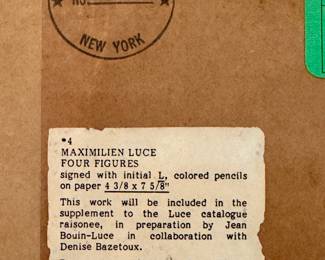 No.
NEW YORK
*4
MAXIMILIEN LUCE
FOUR FIGURES
signed with initial L, colored pencils
on paper 4 3/8 x 7 5/8"
This work will be included in the
supplement to the Luce catalogue
raisonee, in preparation by Jean
Bouin-Luce in collaboration with
Denise Bazetoux.